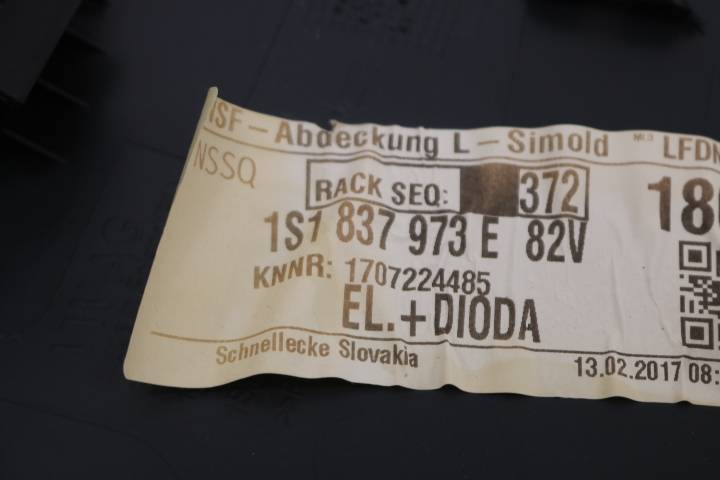 ISF – Abdeckung L – Simold LFDN
NSSQ
RACK SEQ: 372
1S1 837 973 E 82V
KNNR: 1707224485
EL.+DIODA
Schnellecke Slovakia
13.02.2017 08: